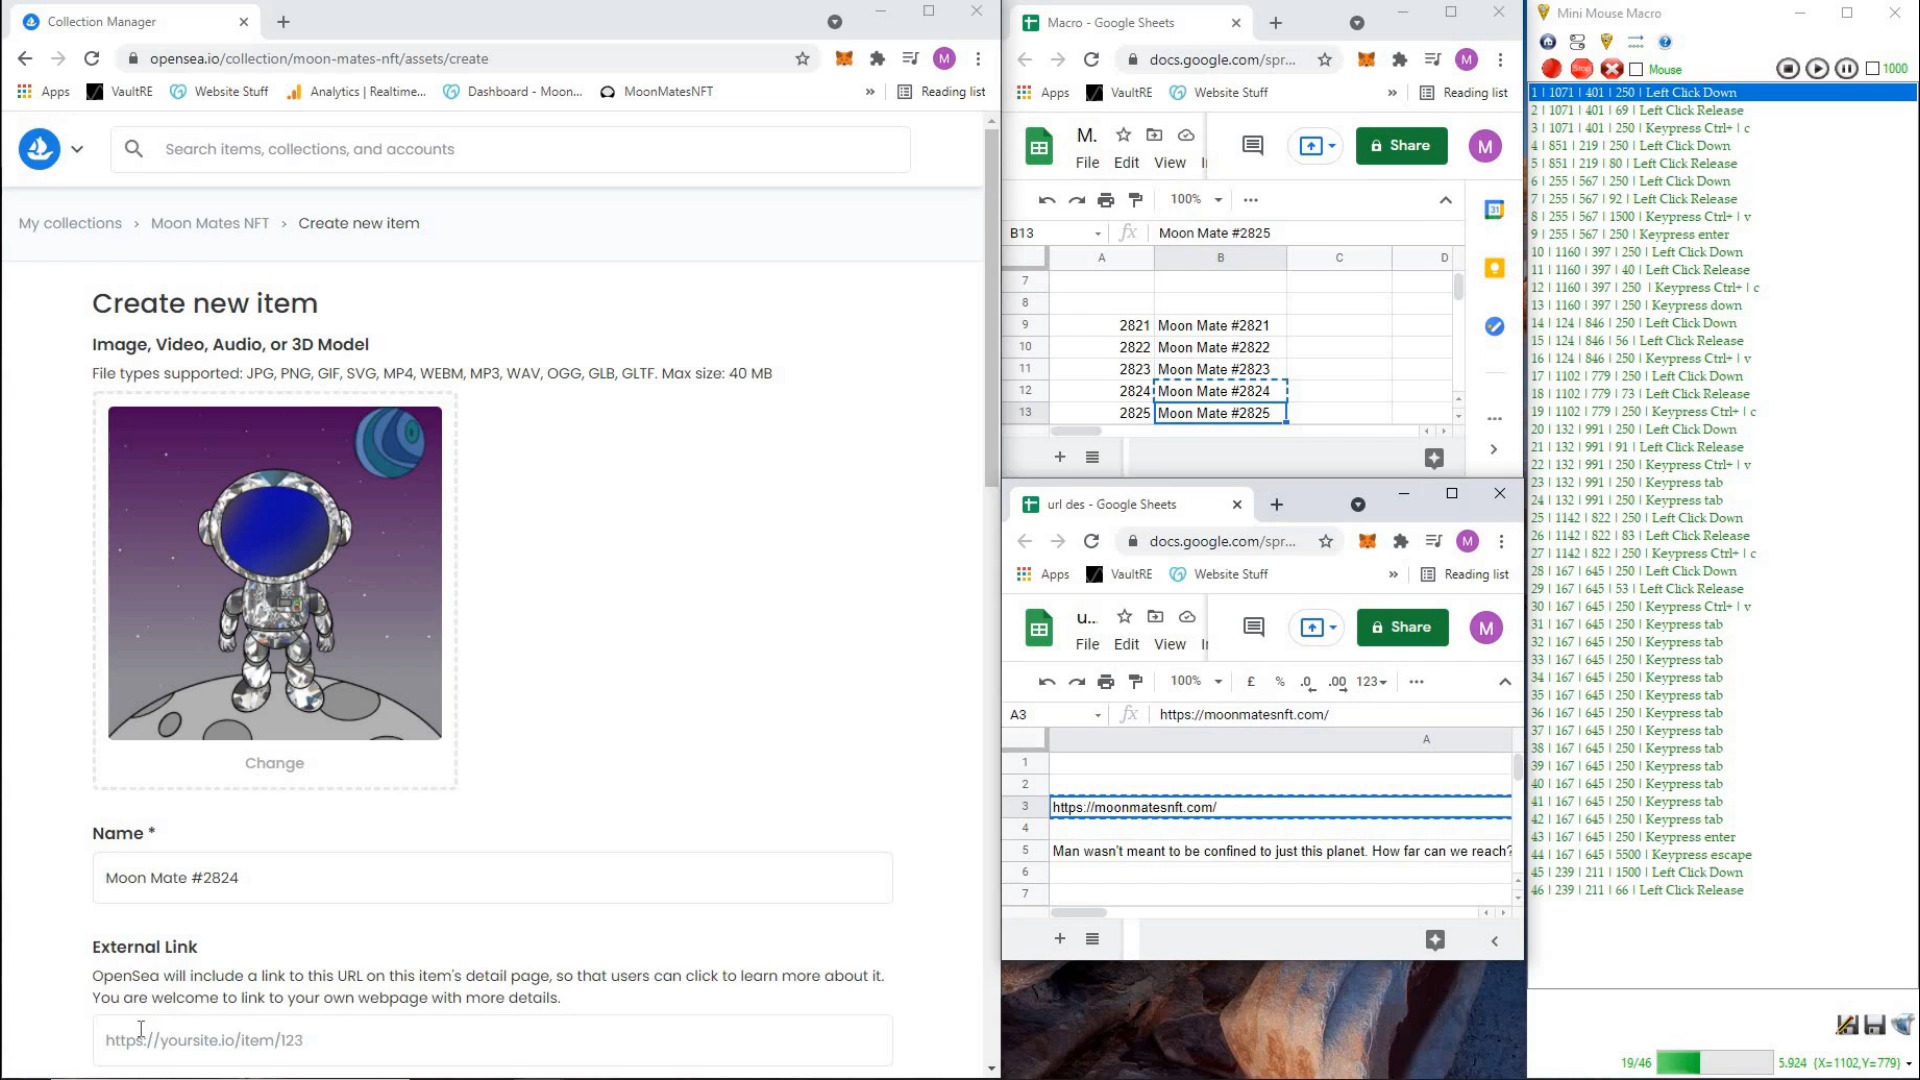 Collection Manager
opensea.io/collection/moon-mates-nft/assets/create
Apps VaultRE Website Stuff Analytics | Realtime... Dashboard - Moon... MoonMatesNFT » Reading list
M
Search items, collections, and accounts
My collections > Moon Mates NFT > Create new item
Create new item
Image, Video, Audio, or 3D Model
File types supported: JPG, PNG, GIF, SVG, MP4, WEBM, MP3, WAV, OGG, GLB, GLTF. Max size: 40 MB
Change
Name *
Moon Mate #2824
External Link
OpenSea will include a link to this URL on this item's detail page, so that users can click to learn more about it.
You are welcome to link to your own webpage with more details.
https://yoursite.io/item/123
Macro - Google Sheets
docs.google.com/spr...
M
Apps VaultRE Website Stuff » Reading list
M.
File Edit View
Share
M
100%
31
B13 fx Moon Mate #2825
A B C D
7
8
9 2821 Moon Mate #2821
10 2822 Moon Mate #2822
11 2823 Moon Mate #2823
12 2824 Moon Mate #2824
13 2825 Moon Mate #2825
url des - Google Sheets
docs.google.com/spr...
M
Apps VaultRE Website Stuff » Reading list
u...
File Edit View
Share
M
100% £ % .0 .00 123
A3 fx https://moonmatesnft.com/
A
1
2
3 https://moonmatesnft.com/
4
5 Man wasn't meant to be confined to just this planet. How far can we reach?
6
7
Mini Mouse Macro
Stop Mouse 1000
1 | 1071 | 401 | 250 | Left Click Down
2 | 1071 | 401 | 69 | Left Click Release
3 | 1071 | 401 | 250 | Keypress Ctrl+ | c
4 | 851 | 219 | 250 | Left Click Down
5 | 851 | 219 | 80 | Left Click Release
6 | 255 | 567 | 250 | Left Click Down
7 | 255 | 567 | 92 | Left Click Release
8 | 255 | 567 | 1500 | Keypress Ctrl+ | v
9 | 255 | 567 | 250 | Keypress enter
10 | 1160 | 397 | 250 | Left Click Down
11 | 1160 | 397 | 40 | Left Click Release
12 | 1160 | 397 | 250 | Keypress Ctrl+ | c
13 | 1160 | 397 | 250 | Keypress down
14 | 124 | 846 | 250 | Left Click Down
15 | 124 | 846 | 56 | Left Click Release
16 | 124 | 846 | 250 | Keypress Ctrl+ | v
17 | 1102 | 779 | 250 | Left Click Down
18 | 1102 | 779 | 73 | Left Click Release
19 | 1102 | 779 | 250 | Keypress Ctrl+ | c
20 | 132 | 991 | 250 | Left Click Down
21 | 132 | 991 | 91 | Left Click Release
22 | 132 | 991 | 250 | Keypress Ctrl+ | v
23 | 132 | 991 | 250 | Keypress tab
24 | 132 | 991 | 250 | Keypress tab
25 | 1142 | 822 | 250 | Left Click Down
26 | 1142 | 822 | 83 | Left Click Release
27 | 1142 | 822 | 250 | Keypress Ctrl+ | c
28 | 167 | 645 | 250 | Left Click Down
29 | 167 | 645 | 53 | Left Click Release
30 | 167 | 645 | 250 | Keypress Ctrl+ | v
31 | 167 | 645 | 250 | Keypress tab
32 | 167 | 645 | 250 | Keypress tab
33 | 167 | 645 | 250 | Keypress tab
34 | 167 | 645 | 250 | Keypress tab
35 | 167 | 645 | 250 | Keypress tab
36 | 167 | 645 | 250 | Keypress tab
37 | 167 | 645 | 250 | Keypress tab
38 | 167 | 645 | 250 | Keypress tab
39 | 167 | 645 | 250 | Keypress tab
40 | 167 | 645 | 250 | Keypress tab
41 | 167 | 645 | 250 | Keypress tab
42 | 167 | 645 | 250 | Keypress tab
43 | 167 | 645 | 250 | Keypress enter
44 | 167 | 645 | 5500 | Keypress escape
45 | 239 | 211 | 1500 | Left Click Down
46 | 239 | 211 | 66 | Left Click Release
19/46 5.924 {X=1102,Y=779}